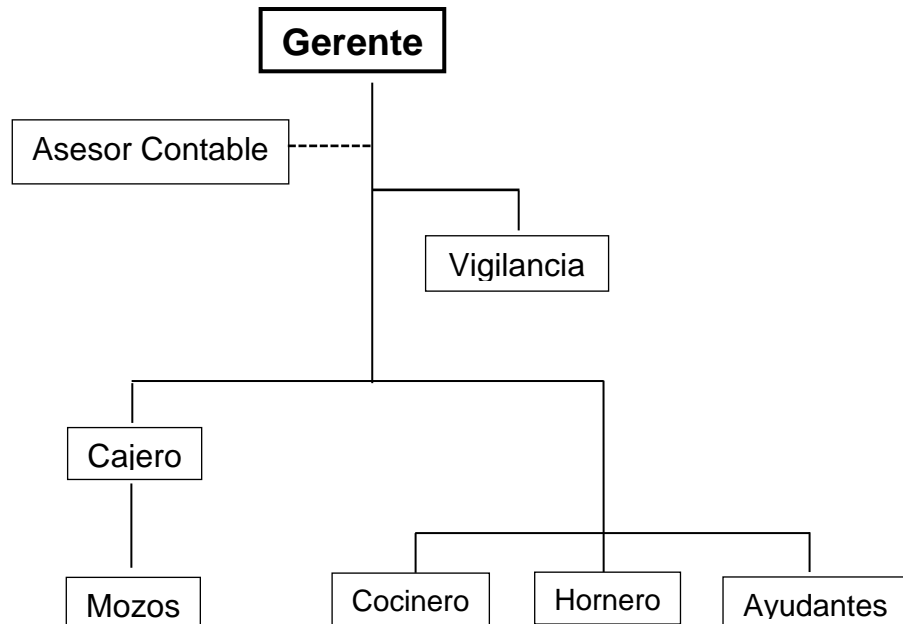 Gerente
Asesor Contable
Vigilancia
Cajero
Mozos
Cocinero
Hornero
Ayudantes